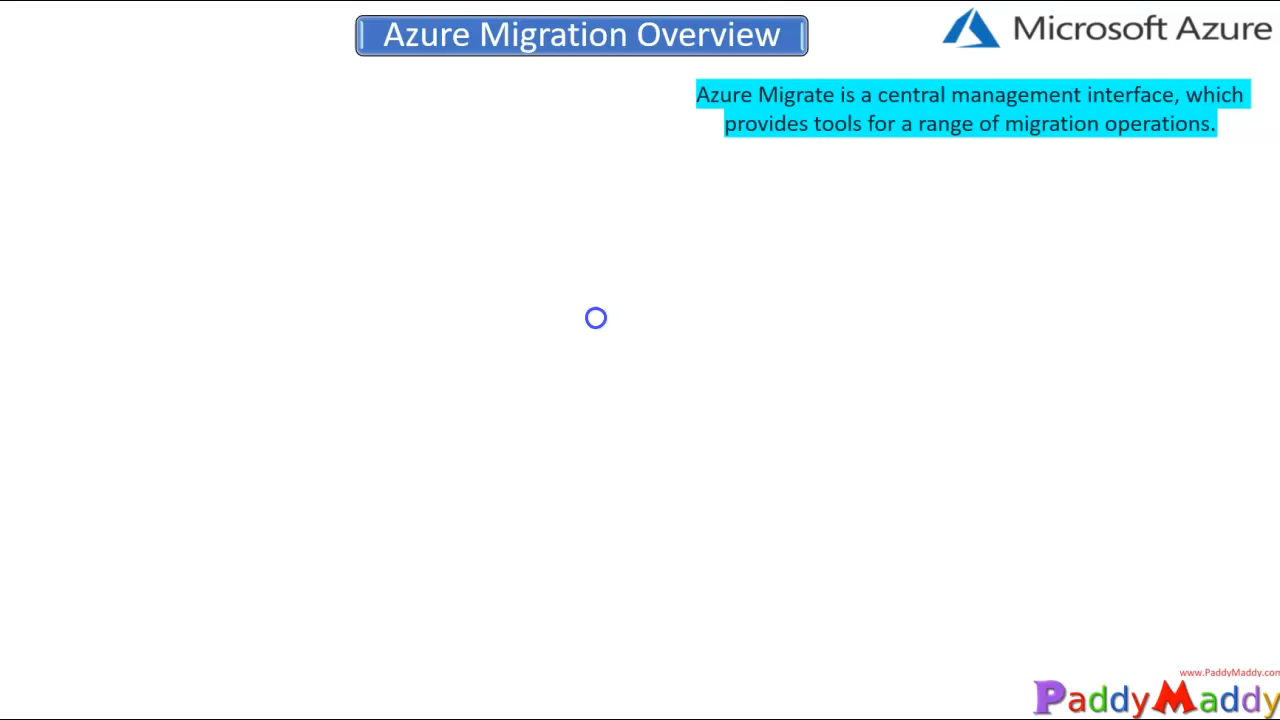 Azure Migration Overview
Microsoft Azure
Azure Migrate is a central management interface, which
provides tools for a range of migration operations.
www.PaddyMaddy.com
PaddyMaddy